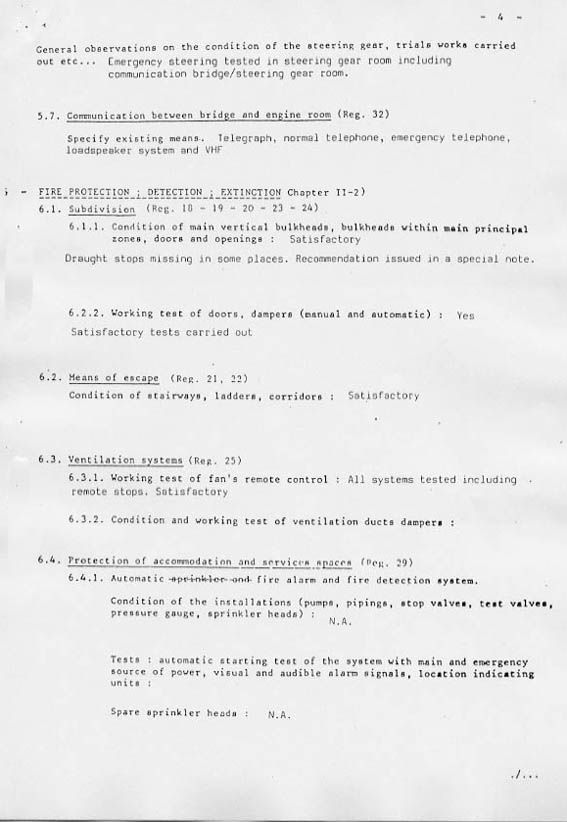 - 4 -
General observations on the condition of the steering gear, trials works carried
out etc... Emergency steering tested in steering gear room including
communication bridge/steering gear room.
5.7. Communication between bridge and engine room (Reg. 32)
Specify existing means. Telegraph, normal telephone, emergency telephone,
loadspeaker system and VHF
; - FIRE PROTECTION ; DETECTION ; EXTINCTION Chapter II-2)
6.1. Subdivision (Reg. 18 - 19 - 20 - 23 - 24)
6.1.1. Condition of main vertical bulkheads, bulkheads within main principal
zones, doors and openings : Satisfactory
Draught stops missing in some places. Recommendation issued in a special note.
6.2.2. Working test of doors, dampers (manual and automatic) : Yes
Satisfactory tests carried out
6.2. Means of escape (Reg. 21, 22)
Condition of stairways, ladders, corridors : Satisfactory
6.3. Ventilation systems (Reg. 25)
6.3.1. Working test of fan's remote control : All systems tested including
remote stops. Satisfactory
6.3.2. Condition and working test of ventilation ducts dampers :
6.4. Protection of accommodation and services spaces (Reg. 29)
6.4.1. Automatic sprinkler and fire alarm and fire detection system.
Condition of the installations (pumps, pipings, stop valves, test valves,
pressure gauge, sprinkler heads) :
N.A.
Tests : automatic starting test of the system with main and emergency
source of power, visual and audible alarm signals, location indicating
units :
Spare sprinkler heads : N.A.
./...